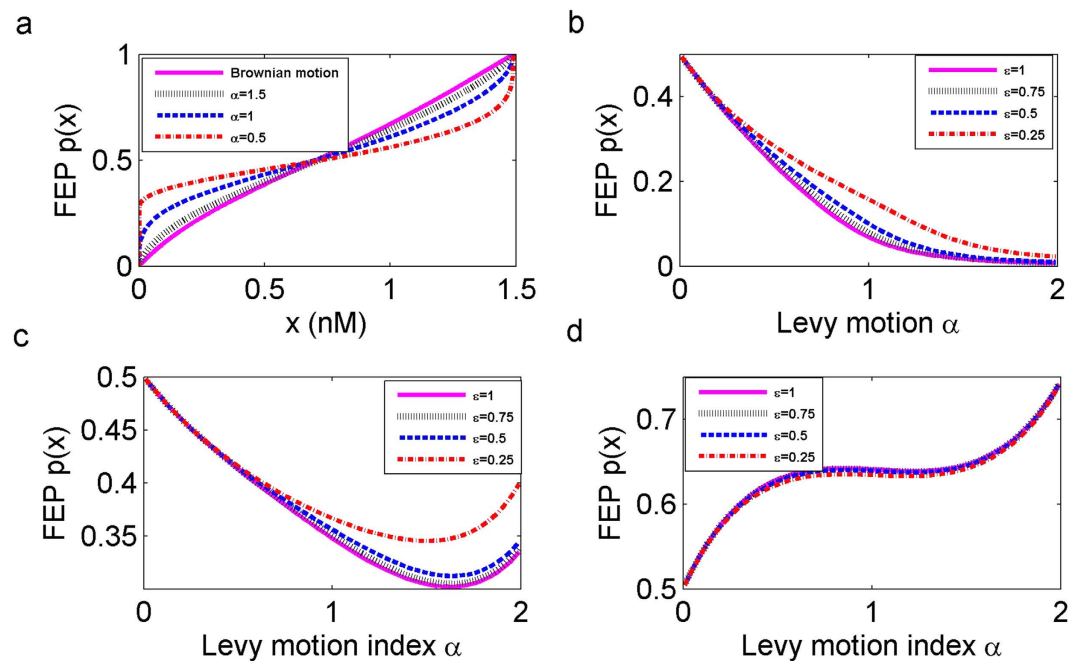 a
FEP p(x)
1
0.5
0
Brownian motion
α=1.5
α=1
α=0.5
0
0.5
1
1.5
x (nM)
b
FEP p(x)
0.4
0.2
0
ε=1
ε=0.75
ε=0.5
ε=0.25
0
1
2
Levy motion α
c
FEP p(x)
0.5
0.45
0.4
0.35
ε=1
ε=0.75
ε=0.5
ε=0.25
0
1
2
Levy motion index α
d
FEP p(x)
0.7
0.6
0.5
ε=1
ε=0.75
ε=0.5
ε=0.25
0
1
2
Levy motion index α